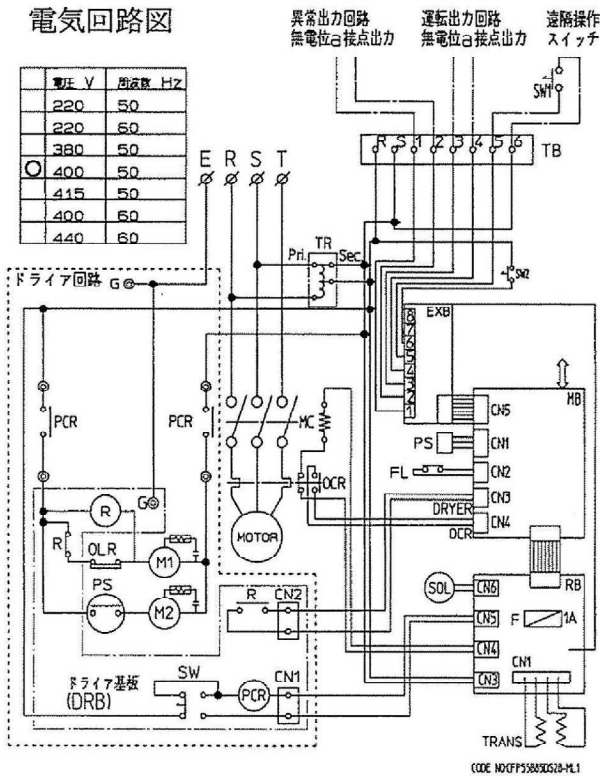 電気回路図
異常出力回路
無電位a接点出力
運転出力回路
無電位a接点出力
遠隔操作
スイッチ
SW1
電圧 V 周波数 Hz
220 50
220 60
380 50
400 50
415 50
400 60
440 60
E R S T
R S 1 2 3 4 5 6
TB
TR
Pri. Sec.
SW2
ドライア回路 G
EXB
8
7
6
5
4
3
2
1
MB
PCR
PCR
MC
CN5
PS
CN1
FL
CN2
OCR
CN3
DRYER
CN4
OCR
G
R
MOTOR
R
OLR
M1
PS
M2
RB
SOL
CN6
CN5
F 1A
R
CN2
CN4
CN1
CN3
SW
CN1
ドライア基板
(DRB)
PCR
TRANS